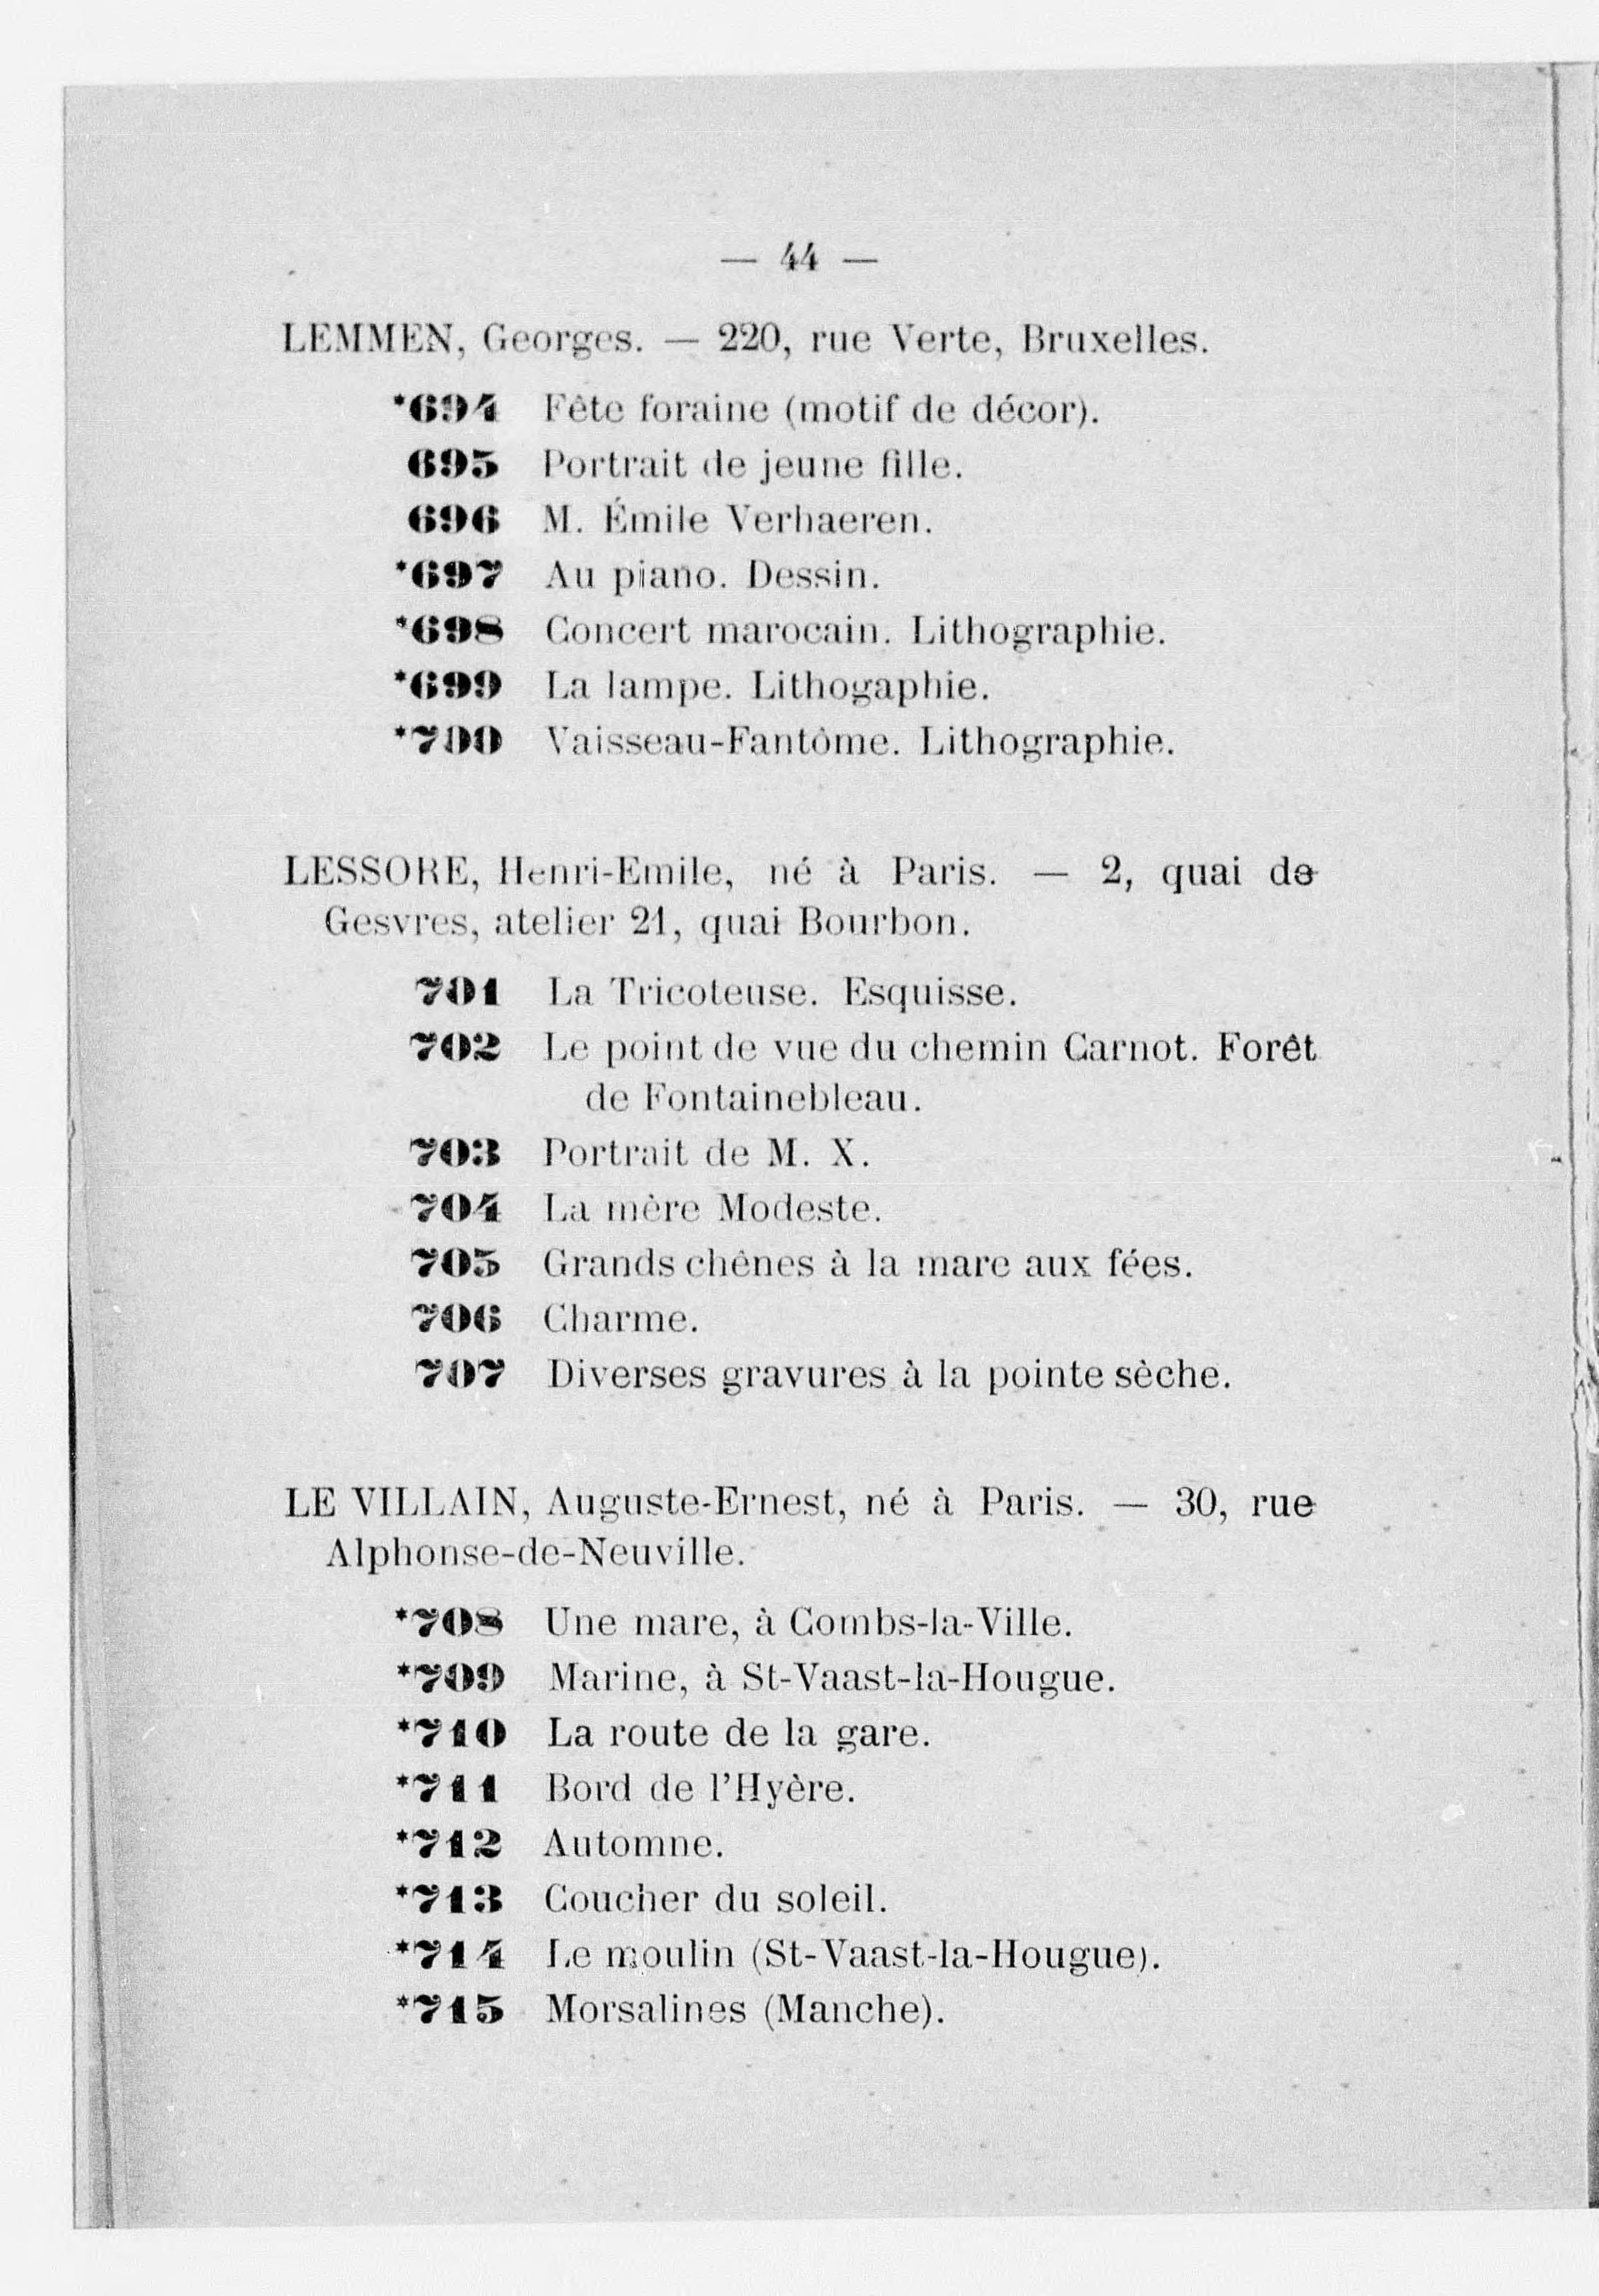 — 44 —
LEMMEN, Georges. — 220, rue Verte, Bruxelles.
*694 Fête foraine (motif de décor).
695 Portrait de jeune fille.
696 M. Émile Verhaeren.
*697 Au piano. Dessin.
*698 Concert marocain. Lithographie.
*699 La lampe. Lithogaphie.
*700 Vaisseau-Fantôme. Lithographie.
LESSORE, Henri-Emile, né à Paris. — 2, quai de
Gesvres, atelier 21, quai Bourbon.
701 La Tricoteuse. Esquisse.
702 Le point de vue du chemin Carnot. Forêt
de Fontainebleau.
703 Portrait de M. X.
704 La mère Modeste.
705 Grands chênes à la mare aux fées.
706 Charme.
707 Diverses gravures à la pointe sèche.
LE VILLAIN, Auguste-Ernest, né à Paris. — 30, rue
Alphonse-de-Neuville.
*708 Une mare, à Combs-la-Ville.
*709 Marine, à St-Vaast-la-Hougue.
*710 La route de la gare.
*711 Bord de l'Hyère.
*712 Automne.
*713 Coucher du soleil.
*714 Le moulin (St-Vaast-la-Hougue).
*715 Morsalines (Manche).